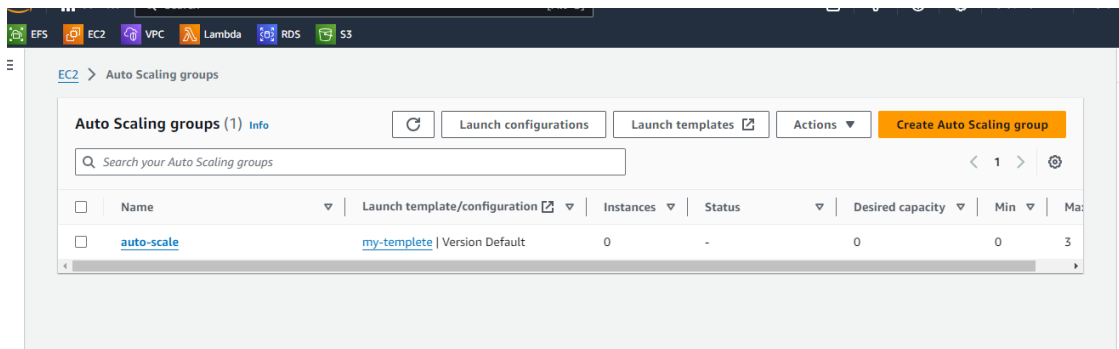 EFS EC2 VPC Lambda RDS S3
EC2 > Auto Scaling groups
Auto Scaling groups (1) Info
Launch configurations Launch templates Actions Create Auto Scaling group
Search your Auto Scaling groups
1
Name Launch template/configuration Instances Status Desired capacity Min
auto-scale my-templete | Version Default 0 - 0 0 3